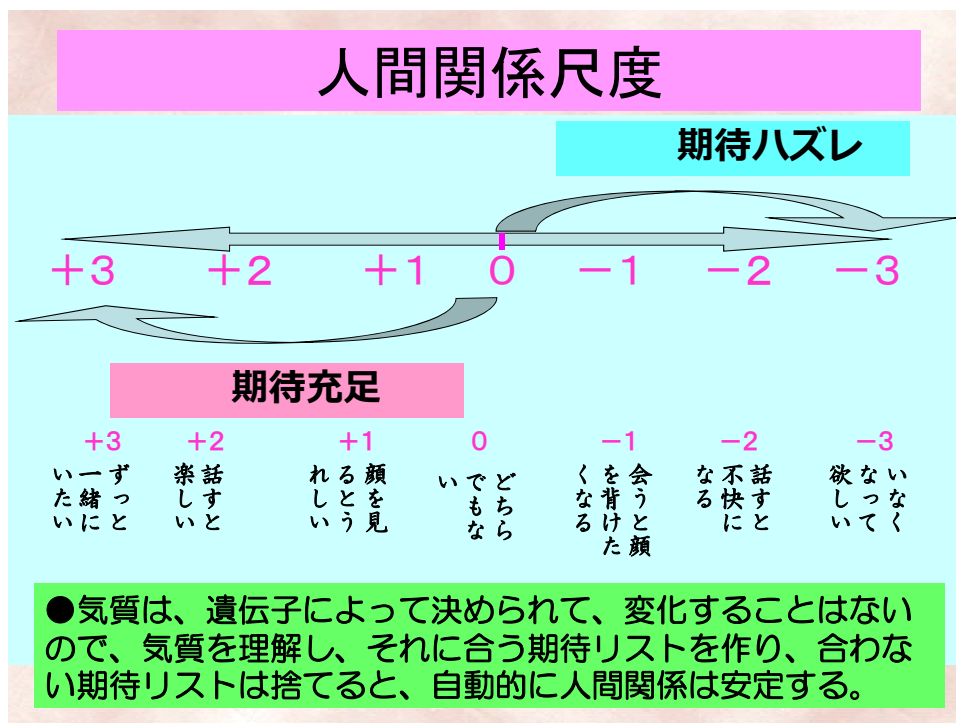 人間関係尺度
期待ハズレ
＋3 ＋2 ＋1 0 －1 －2 －3
期待充足
＋3 ＋2 ＋1 0 －1 －2 －3
ずっと
一緒に
いたい
話すと
楽しい
顔を見
るとう
れしい
どちら
でもな
い
会うと顔
を背けた
くなる
話すと
不快に
なる
いなく
なって
欲しい
●気質は、遺伝子によって決められて、変化することはない
ので、気質を理解し、それに合う期待リストを作り、合わな
い期待リストは捨てると、自動的に人間関係は安定する。